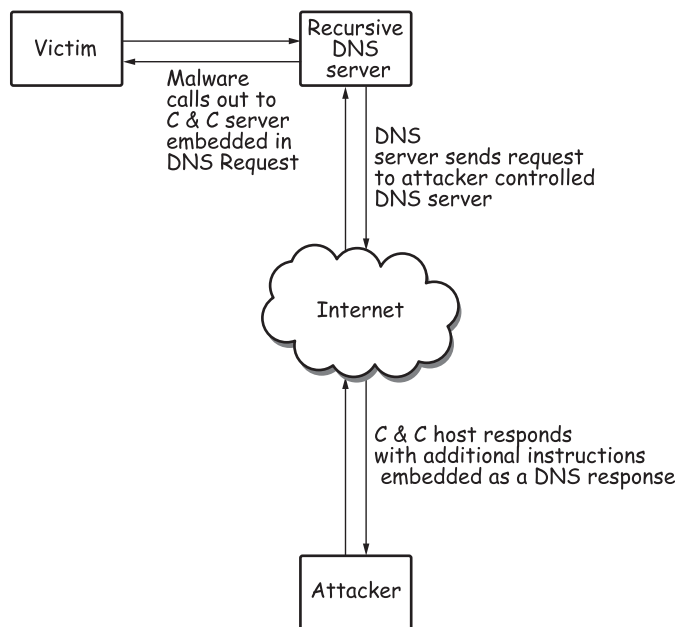 Victim
Recursive
DNS
server
Malware
calls out to
C & C server
embedded in
DNS Request
DNS
server sends request
to attacker controlled
DNS server
Internet
C & C host responds
with additional instructions
embedded as a DNS response
Attacker